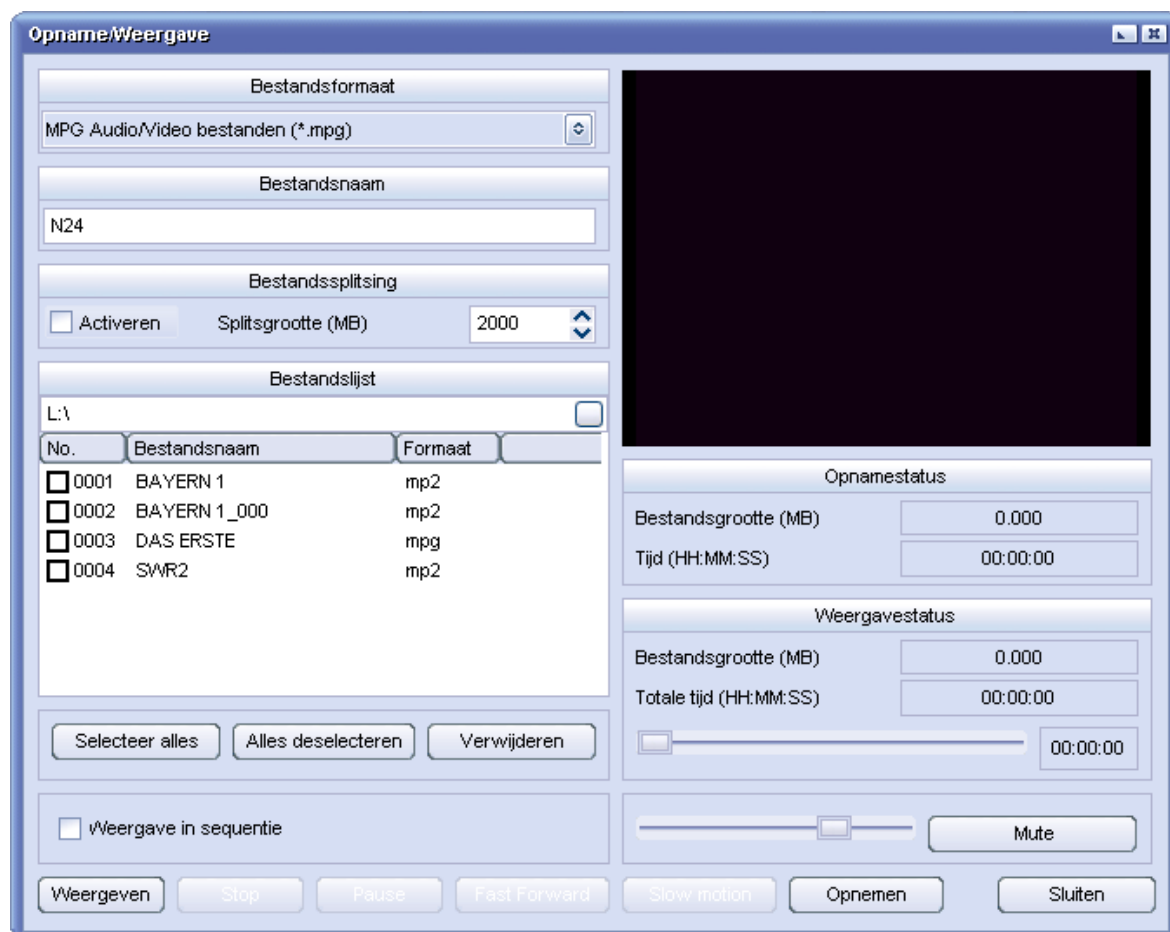 Opname/Weergave
Bestandsformaat
MPG Audio/Video bestanden (*.mpg)
Bestandsnaam
N24
Bestandssplitsing
Activeren Splitsgrootte (MB) 2000
Bestandslijst
L:\
No. Bestandsnaam Formaat
0001 BAYERN 1 mp2
0002 BAYERN 1_000 mp2
0003 DAS ERSTE mpg
0004 SWR2 mp2
Selecteer alles Alles deselecteren Verwijderen
Weergave in sequentie
Opnamestatus
Bestandsgrootte (MB) 0.000
Tijd (HH:MM:SS) 00:00:00
Weergavestatus
Bestandsgrootte (MB) 0.000
Totale tijd (HH:MM:SS) 00:00:00
00:00:00
Mute
Weergeven Stop Pause Fast Forward Slow motion Opnemen Sluiten